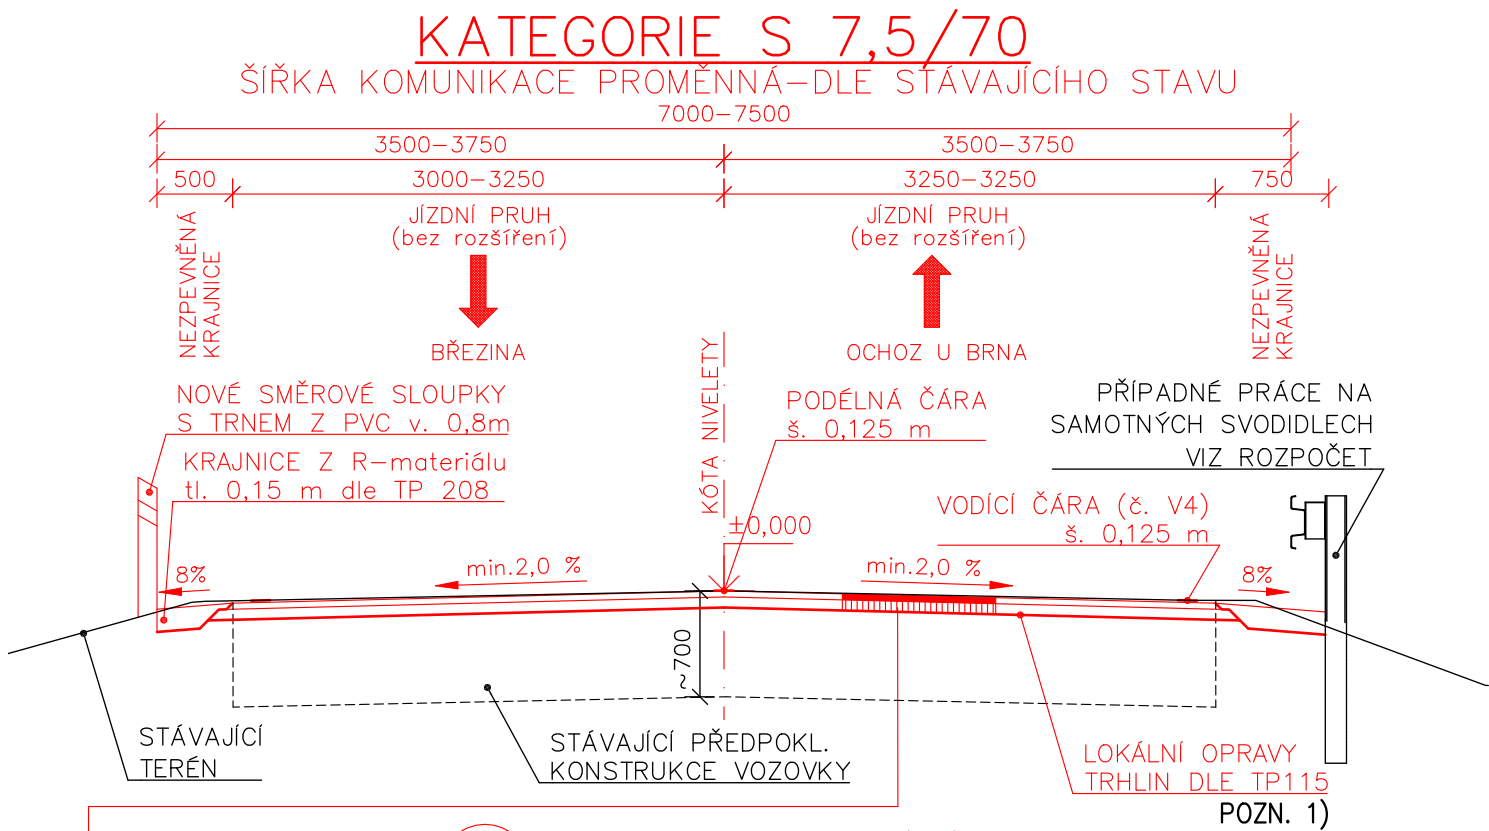 KATEGORIE S 7,5/70
ŠÍŘKA KOMUNIKACE PROMĚNNÁ-DLE STÁVAJÍCÍHO STAVU
7000-7500
3500-3750
3500-3750
500
3000-3250
3250-3250
750
NEZPEVNĚNÁ
KRAJNICE
JÍZDNÍ PRUH
(bez rozšíření)
JÍZDNÍ PRUH
(bez rozšíření)
NEZPEVNĚNÁ
KRAJNICE
BŘEZINA
OCHOZ U BRNA
KÓTA NIVELETY
NOVÉ SMĚROVÉ SLOUPKY
S TRNEM Z PVC v. 0,8m
KRAJNICE Z R-materiálu
tl. 0,15 m dle TP 208
PODÉLNÁ ČÁRA
š. 0,125 m
PŘÍPADNÉ PRÁCE NA
SAMOTNÝCH SVODIDLECH
VIZ ROZPOČET
VODÍCÍ ČÁRA (č. V4)
š. 0,125 m
±0,000
8%
min.2,0 %
min.2,0 %
8%
~700
STÁVAJÍCÍ
TERÉN
STÁVAJÍCÍ PŘEDPOKL.
KONSTRUKCE VOZOVKY
LOKÁLNÍ OPRAVY
TRHLIN DLE TP115
POZN. 1)